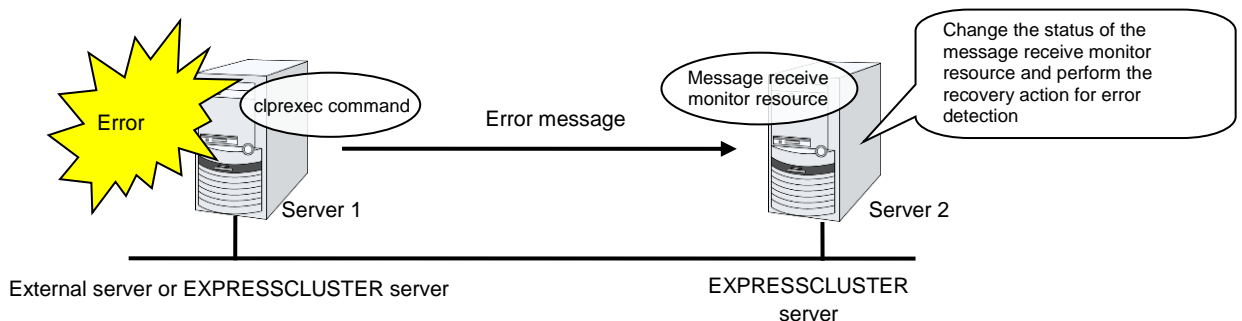 Change the status of the
message receive monitor
resource and perform the
recovery action for error
detection
Message receive
monitor resource
clprexec command
Error
Error message
Server 1
Server 2
External server or EXPRESSCLUSTER server
EXPRESSCLUSTER
server